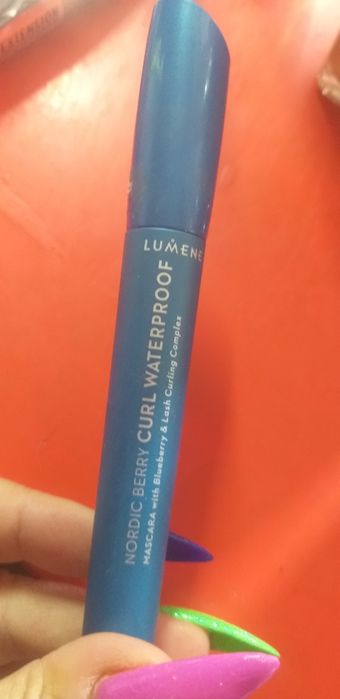 LUMENE
NORDIC BERRY CURL WATERPROOF
MASCARA with Blueberry & Lash Curling Complex